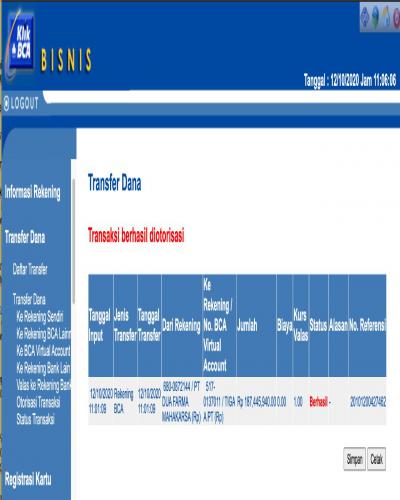 Klik
BCA
BISNIS
Tanggal : 12/10/2020 Jam 11:06:06
LOGOUT
Informasi Rekening
Transfer Dana
Daftar Transfer
Transfer Dana
Ke Rekening Sendiri
Ke Rekening BCA Lainn
Ke BCA Virtual Account
Ke Rekening Bank Lain
Valas ke Rekening Bank
Otorisasi Transaksi
Status Transaksi
Registrasi Kartu
Transfer Dana
Transaksi berhasil diotorisasi
Tanggal Input
Jenis Transfer
Tanggal Transfer
Dari Rekening
Ke Rekening / No. BCA Virtual Account
Jumlah
Biaya
Kurs Valas
Status
Alasan
No. Referensi
12/10/2020 11:01:09
Rekening BCA
12/10/2020 11:01:09
693-0872144 / PT DUA FARMA MAHAKARSA (Rp)
517-0137011 / TIGA A PT (Rp)
Rp 187,445,940.00
0.00
1.00
Berhasil
-
20101200427462
Simpan
Cetak